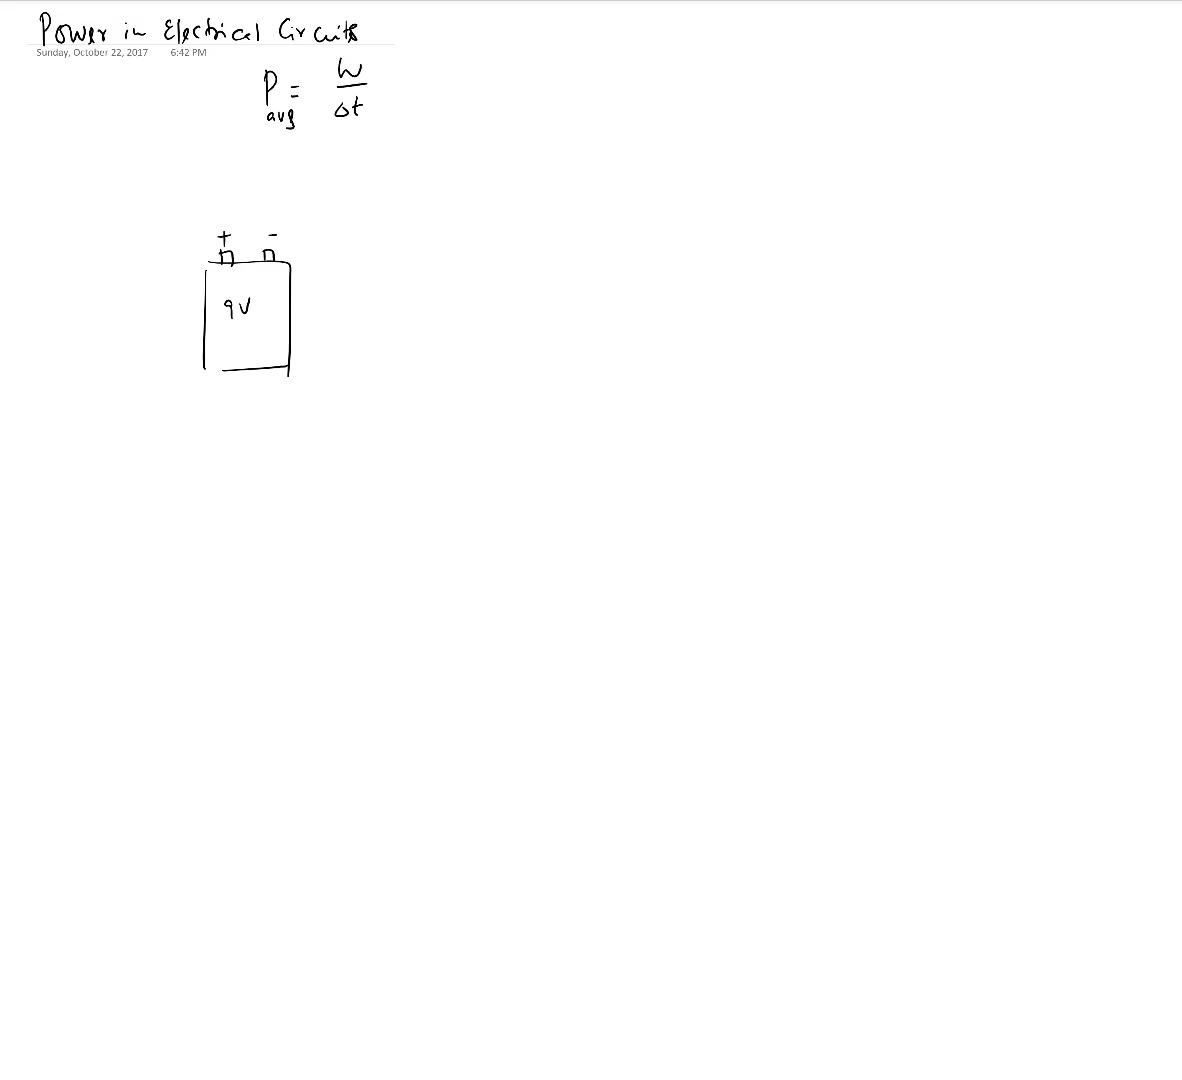 Power in Electrical Circuits
Sunday, October 22, 2017 6:42 PM
P avg = W / Δt
+ -
9V